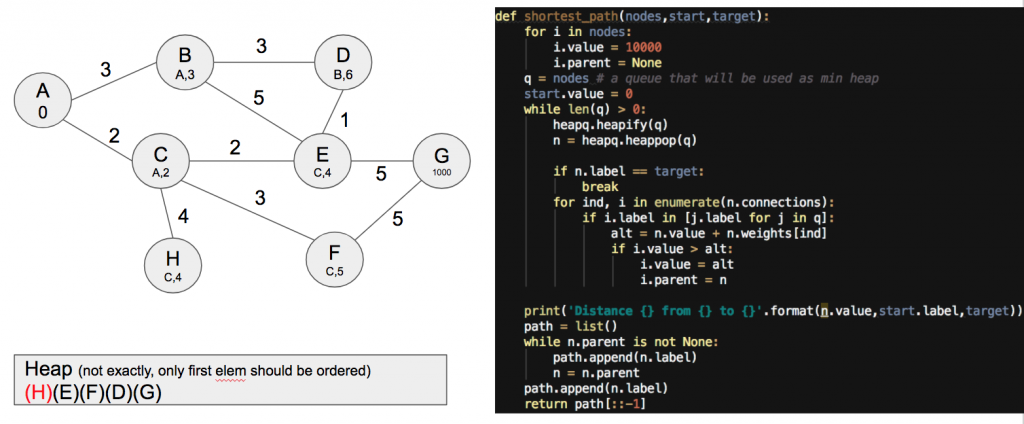 3
B
A,3
3
D
B,6
A
0
5
1
2
C
A,2
2
E
C,4
5
G
1000
3
4
5
H
C,4
F
C,5
Heap (not exactly, only first elem should be ordered)
(H)(E)(F)(D)(G)
def shortest_path(nodes,start,target):
    for i in nodes:
        i.value = 10000
        i.parent = None
    q = nodes # a queue that will be used as min heap
    start.value = 0
    while len(q) > 0:
        heapq.heapify(q)
        n = heapq.heappop(q)
        if n.label == target:
            break
        for ind, i in enumerate(n.connections):
            if i.label in [j.label for j in q]:
                alt = n.value + n.weights[ind]
                if i.value > alt:
                    i.value = alt
                    i.parent = n
    print('Distance {} from {} to {}'.format(n.value,start.label,target))
    path = list()
    while n.parent is not None:
        path.append(n.label)
        n = n.parent
    path.append(n.label)
    return path[::-1]